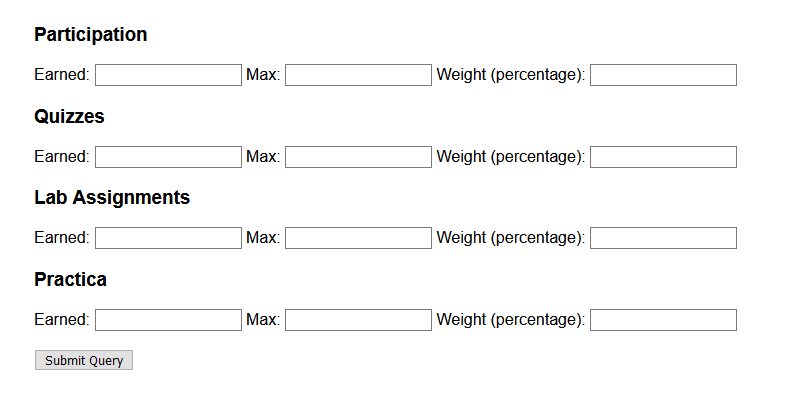 Participation
Earned: Max: Weight (percentage):
Quizzes
Earned: Max: Weight (percentage):
Lab Assignments
Earned: Max: Weight (percentage):
Practica
Earned: Max: Weight (percentage):
Submit Query